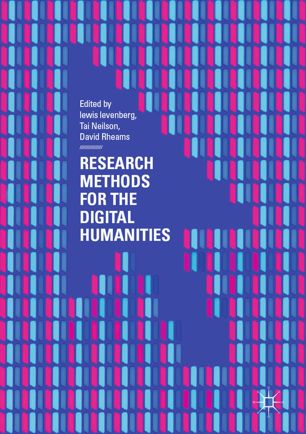 Edited by
lewis levenberg,
Tai Neilson,
David Rheams
RESEARCH
METHODS
FOR THE
DIGITAL
HUMANITIES